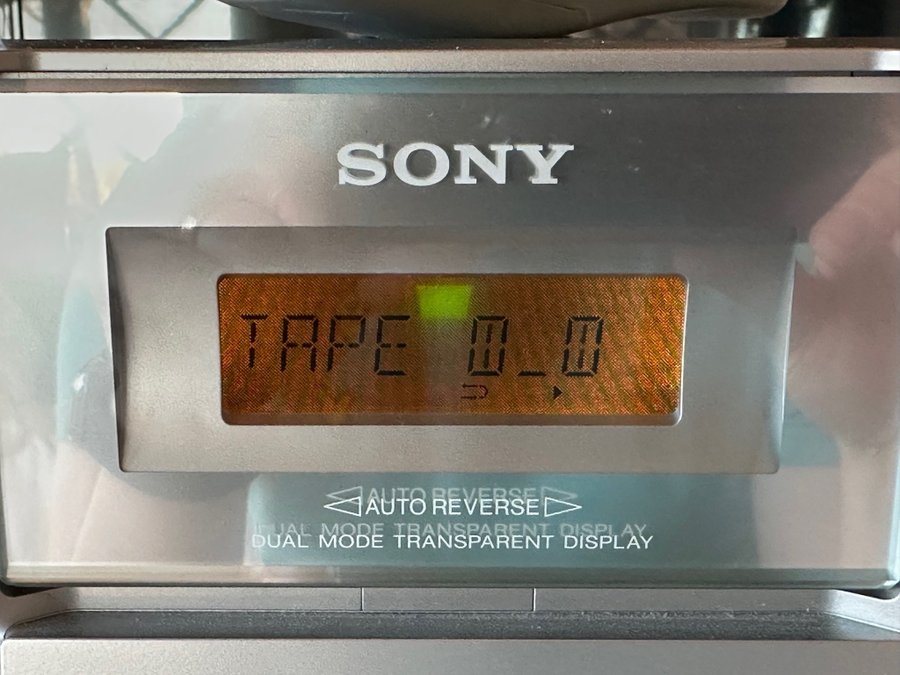 SONY
TAPE 0_0
AUTO REVERSE
DUAL MODE TRANSPARENT DISPLAY